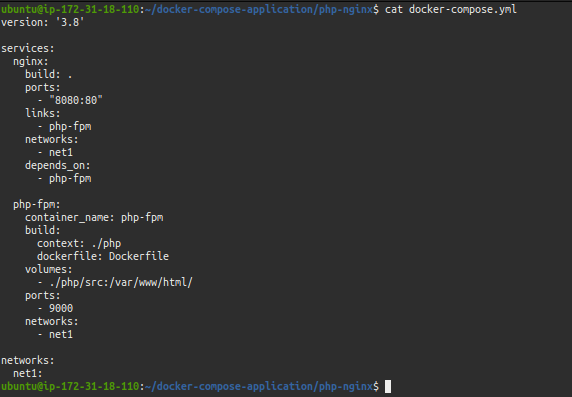 ubuntu@ip-172-31-18-110:~/docker-compose-application/php-nginx$ cat docker-compose.yml
version: '3.8'

services:
  nginx:
    build: .
    ports:
      - "8080:80"
    links:
      - php-fpm
    networks:
      - net1
    depends_on:
      - php-fpm

  php-fpm:
    container_name: php-fpm
    build:
      context: ./php
      dockerfile: Dockerfile
    volumes:
      - ./php/src:/var/www/html/
    ports:
      - 9000
    networks:
      - net1

networks:
  net1:
ubuntu@ip-172-31-18-110:~/docker-compose-application/php-nginx$